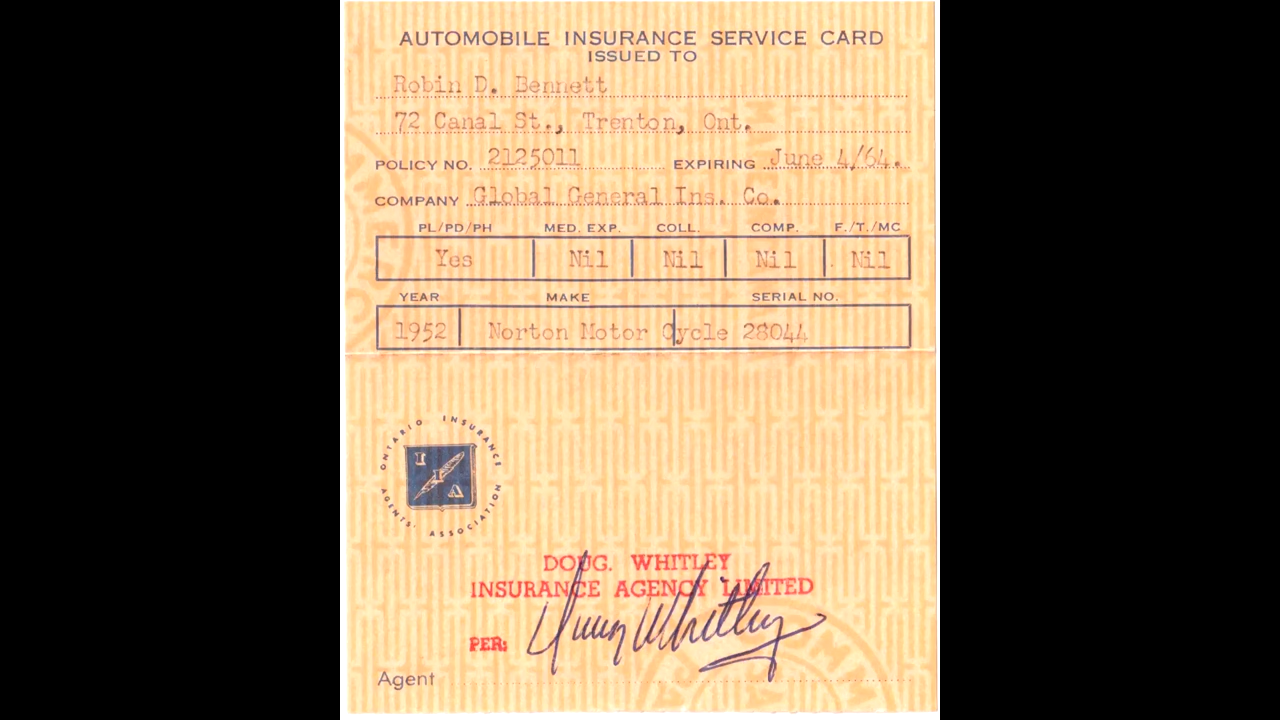 AUTOMOBILE INSURANCE SERVICE CARD
ISSUED TO
Robin D. Bennett
72 Canal St., Trenton, Ont.
POLICY NO. 2125011 EXPIRING June 4/64.
COMPANY Global General Ins. Co.
PL/PD/PH MED. EXP. COLL. COMP. F./T./MC
Yes Nil Nil Nil Nil
YEAR MAKE SERIAL NO.
1952 Norton Motor Cycle 28044
ONTARIO INSURANCE AGENTS' ASSOCIATION
I I A
DOUG. WHITLEY
INSURANCE AGENCY LIMITED
PER: Doug Whitley
Agent